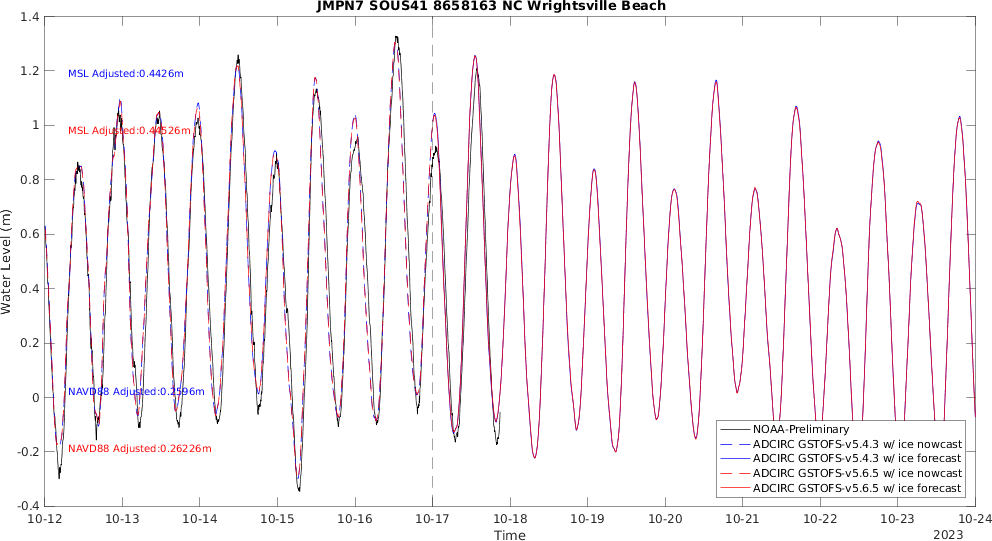 JMPN7 SOUS41 8658163 NC Wrightsville Beach
Water Level (m)
1.4
1.2
1
0.8
0.6
0.4
0.2
0
-0.2
-0.4
MSL Adjusted:0.4426m
MSL Adjusted:0.44526m
NAVD88 Adjusted:0.2596m
NAVD88 Adjusted:0.26226m
NOAA-Preliminary
ADCIRC GSTOFS-v5.4.3 w/ ice nowcast
ADCIRC GSTOFS-v5.4.3 w/ ice forecast
ADCIRC GSTOFS-v5.6.5 w/ ice nowcast
ADCIRC GSTOFS-v5.6.5 w/ ice forecast
10-12 10-13 10-14 10-15 10-16 10-17 10-18 10-19 10-20 10-21 10-22 10-23 10-24
Time
2023